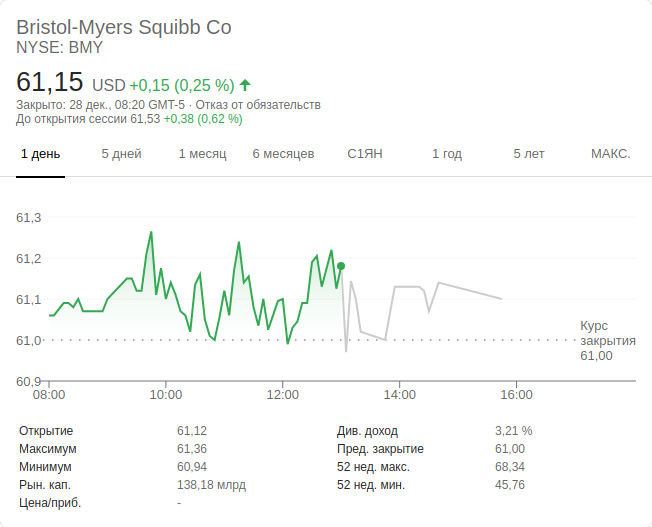 Bristol-Myers Squibb Co
NYSE: BMY
61,15 USD +0,15 (0,25 %)
Закрыто: 28 дек., 08:20 GMT-5 · Отказ от обязательств
До открытия сессии 61,53 +0,38 (0,62 %)
1 день 5 дней 1 месяц 6 месяцев С1ЯН 1 год 5 лет МАКС.
61,3
61,2
61,1
61,0
60,9
Курс
закрытия
61,00
08:00 10:00 12:00 14:00 16:00
Открытие 61,12 Див. доход 3,21 %
Максимум 61,36 Пред. закрытие 61,00
Минимум 60,94 52 нед. макс. 68,34
Рын. кап. 138,18 млрд 52 нед. мин. 45,76
Цена/приб. -